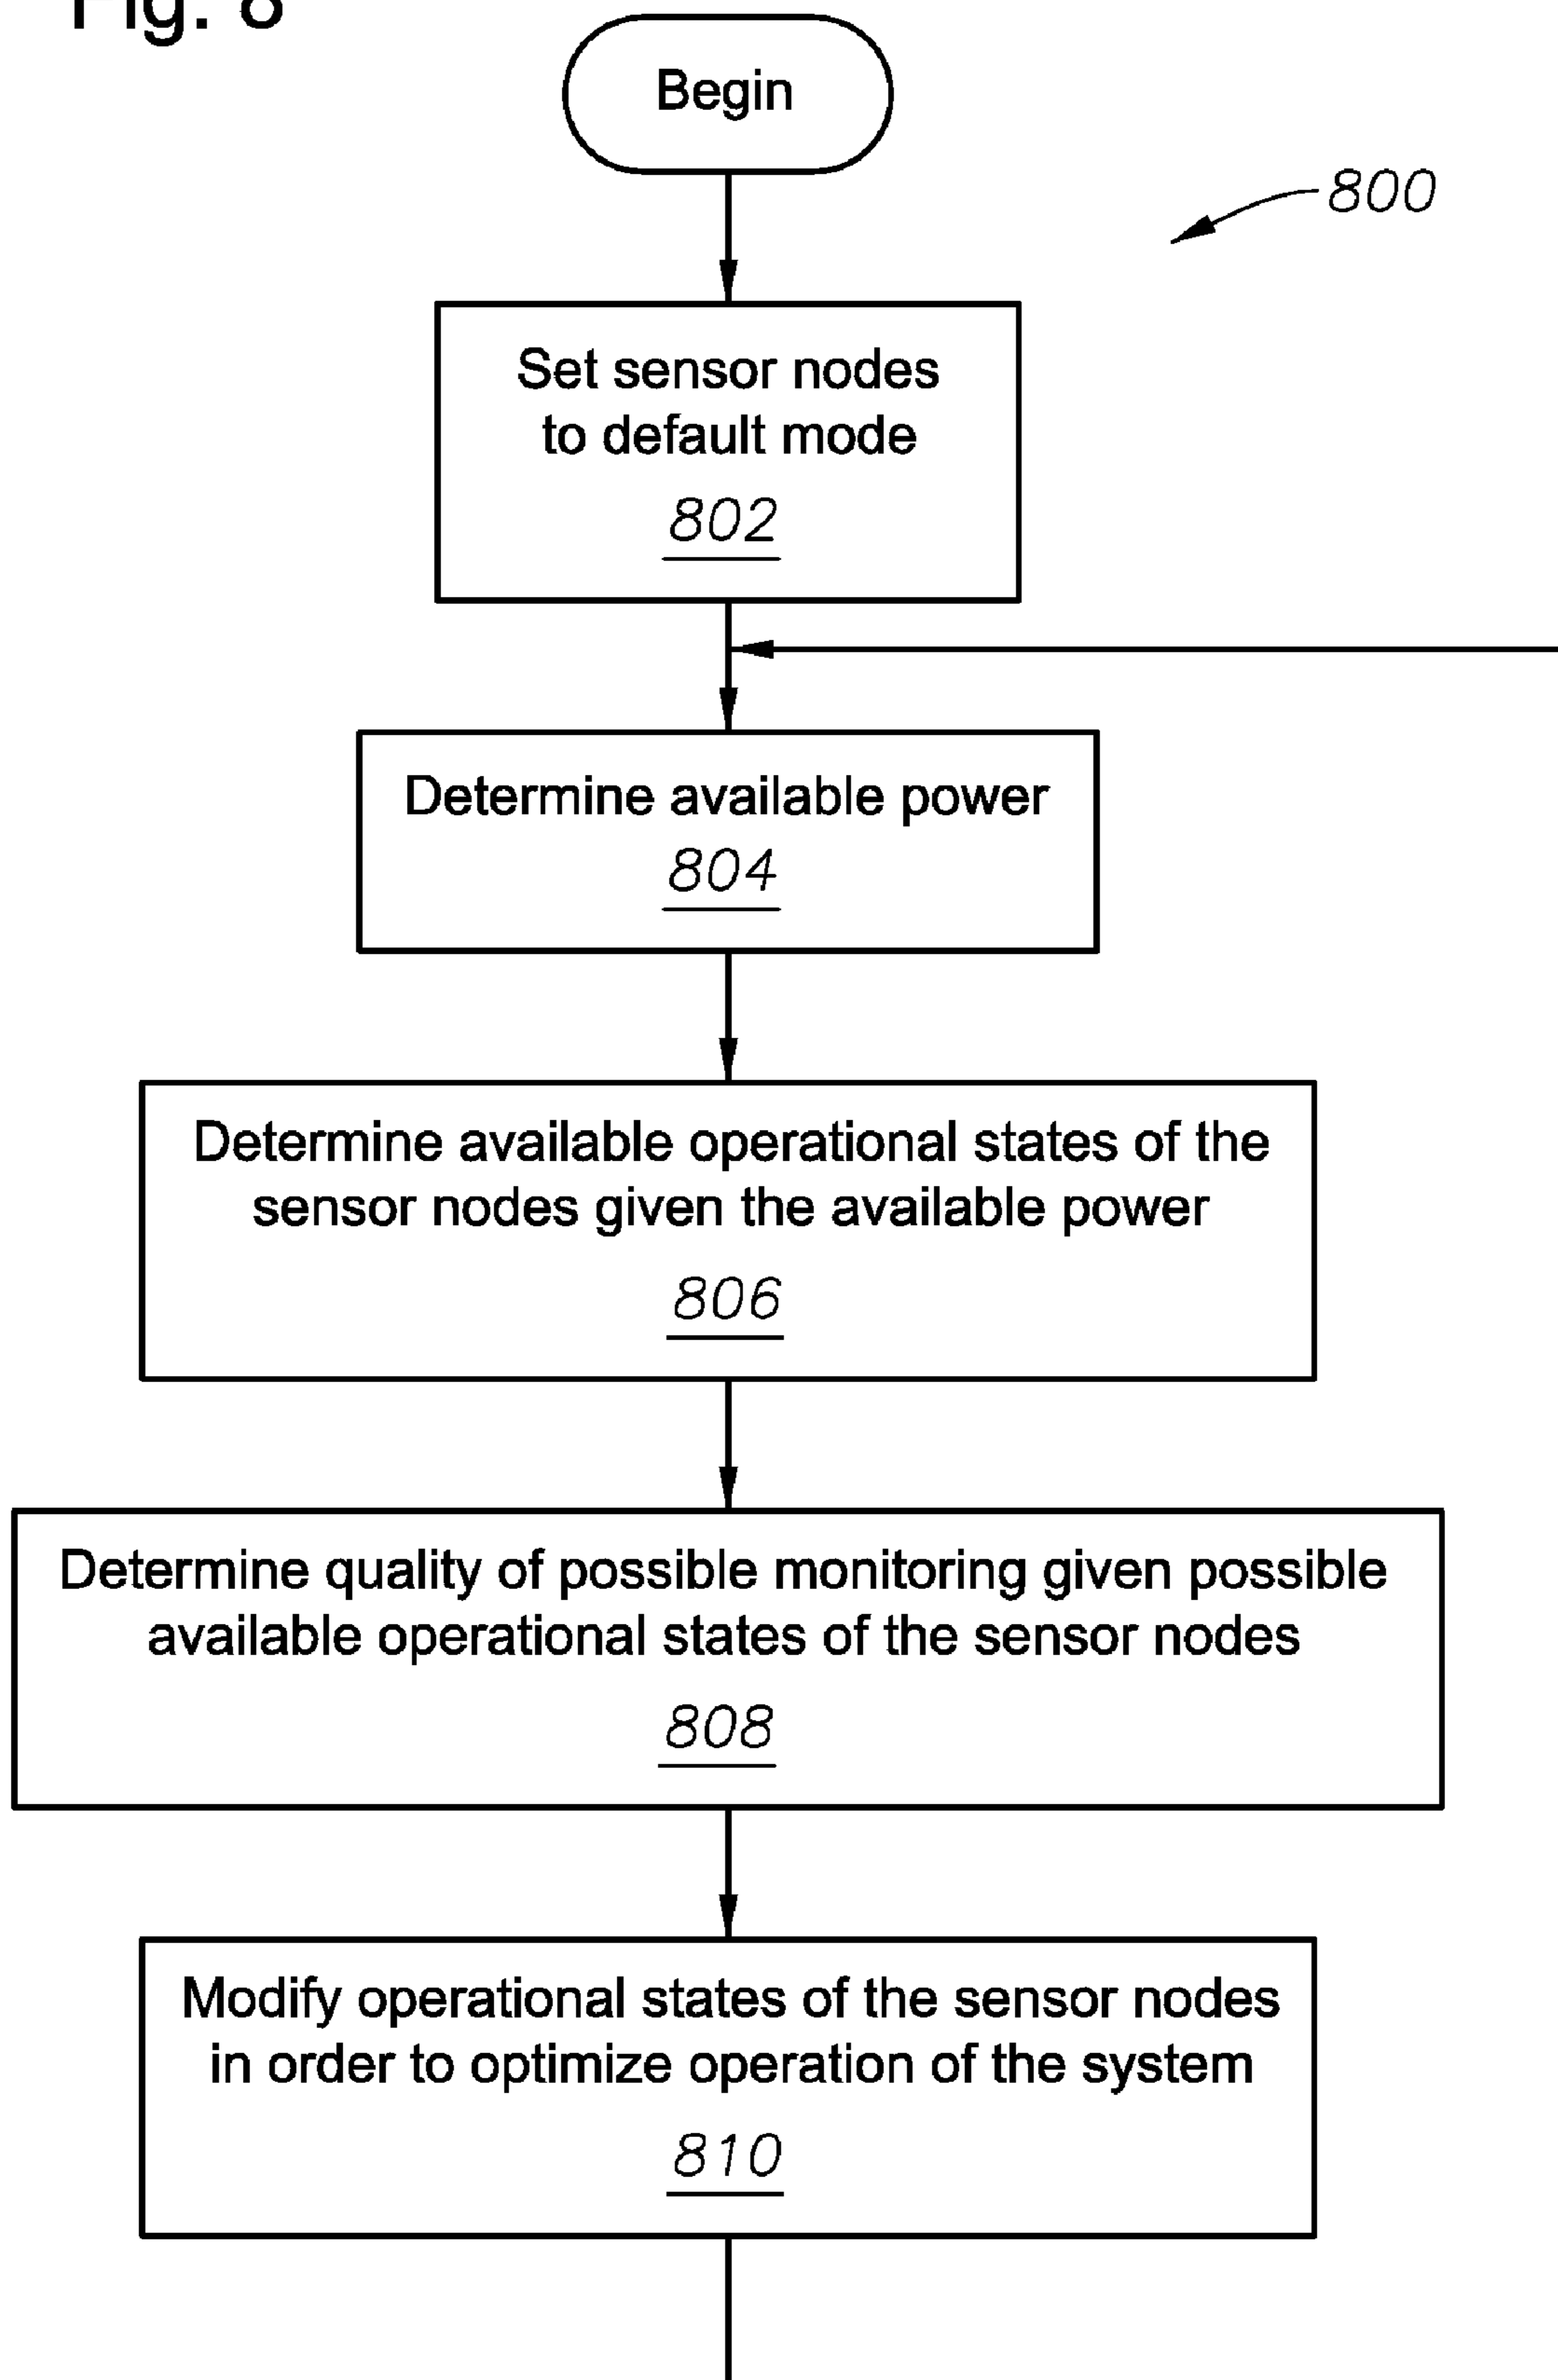 Fig. 8
Begin
800
Set sensor nodes
to default mode
802
Determine available power
804
Determine available operational states of the
sensor nodes given the available power
806
Determine quality of possible monitoring given possible
available operational states of the sensor nodes
808
Modify operational states of the sensor nodes
in order to optimize operation of the system
810